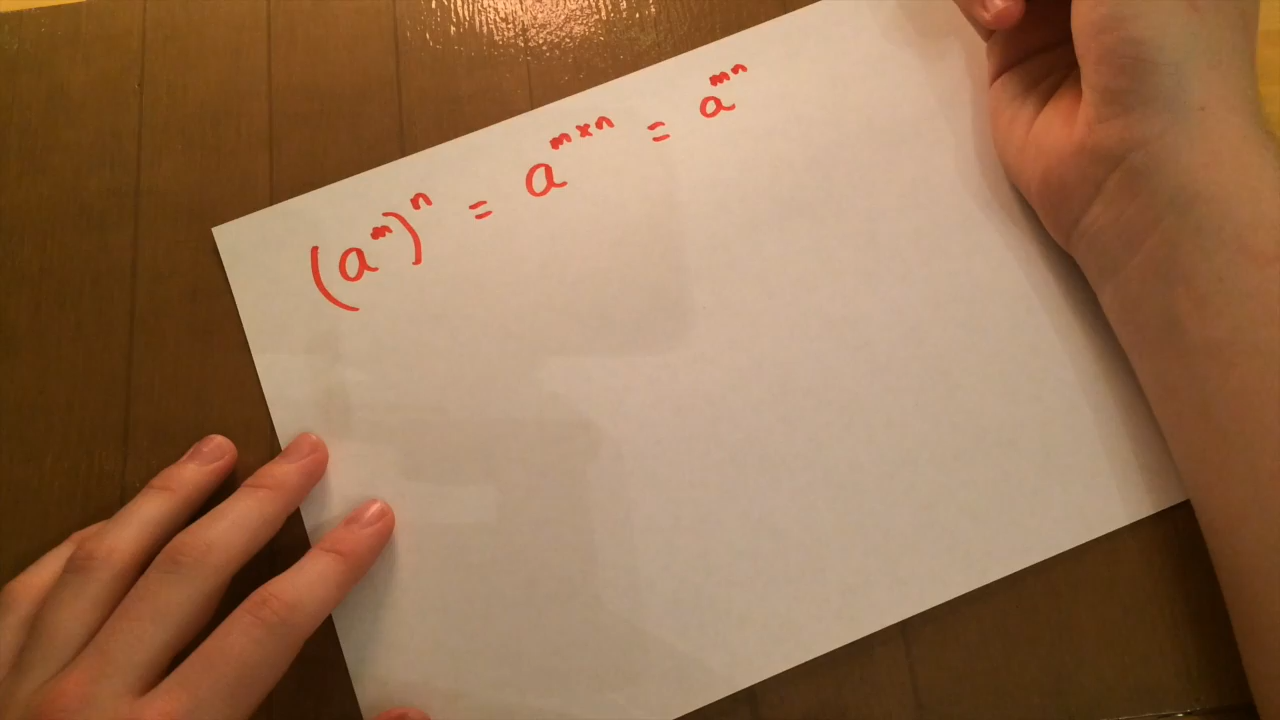 (a^m)^n = a^{m×n} = a^{mn}